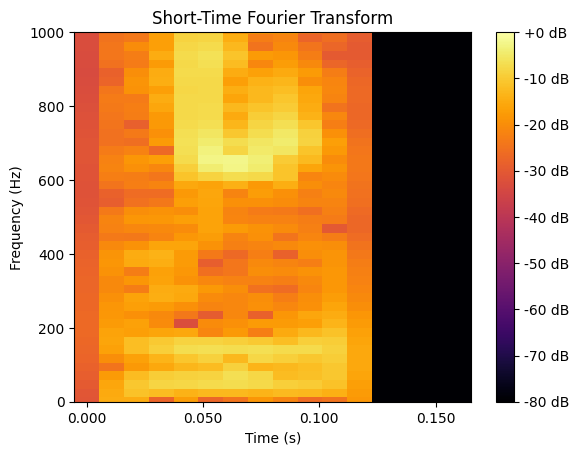 Short-Time Fourier Transform
1000
800
600
400
200
0
Frequency (Hz)
0.000
0.050
0.100
0.150
Time (s)
+0 dB
-10 dB
-20 dB
-30 dB
-40 dB
-50 dB
-60 dB
-70 dB
-80 dB